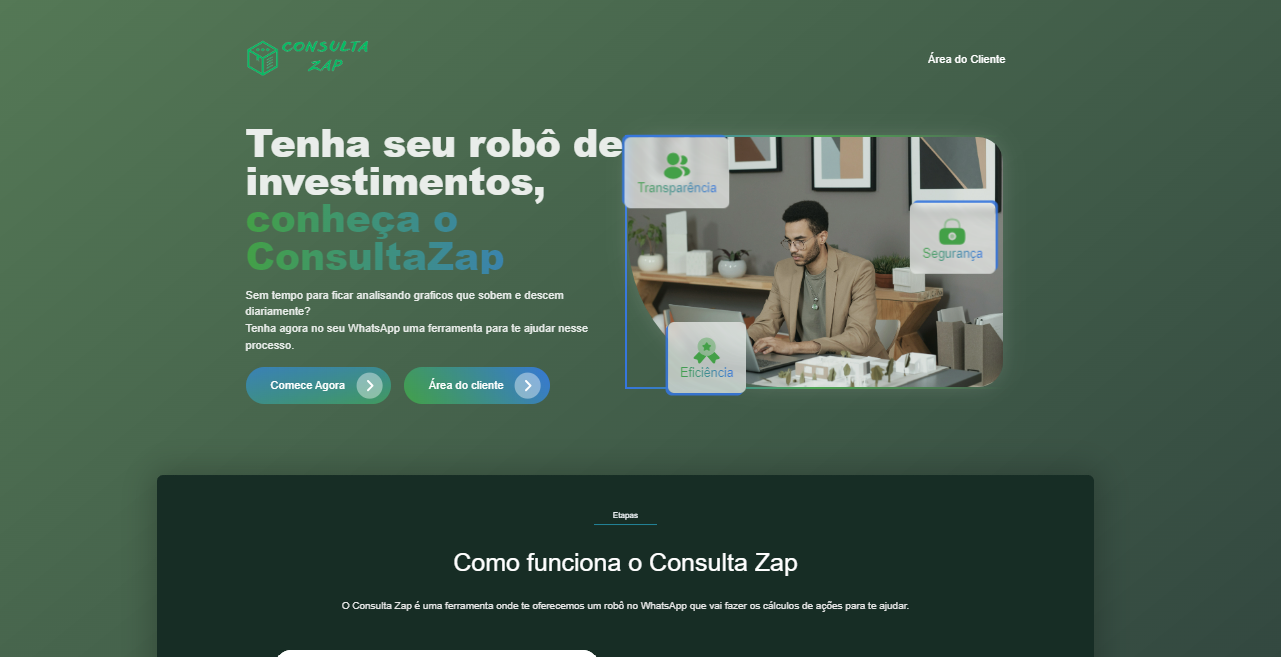 CONSULTA
ZAP
Área do Cliente
Tenha seu robô de
investimentos,
conheça o
ConsultaZap
Sem tempo para ficar analisando graficos que sobem e descem
diariamente?
Tenha agora no seu WhatsApp uma ferramenta para te ajudar nesse
processo.
Comece Agora
Área do cliente
Transparência
Segurança
Eficiência
Etapas
Como funciona o Consulta Zap
O Consulta Zap é uma ferramenta onde te oferecemos um robô no WhatsApp que vai fazer os cálculos de ações para te ajudar.